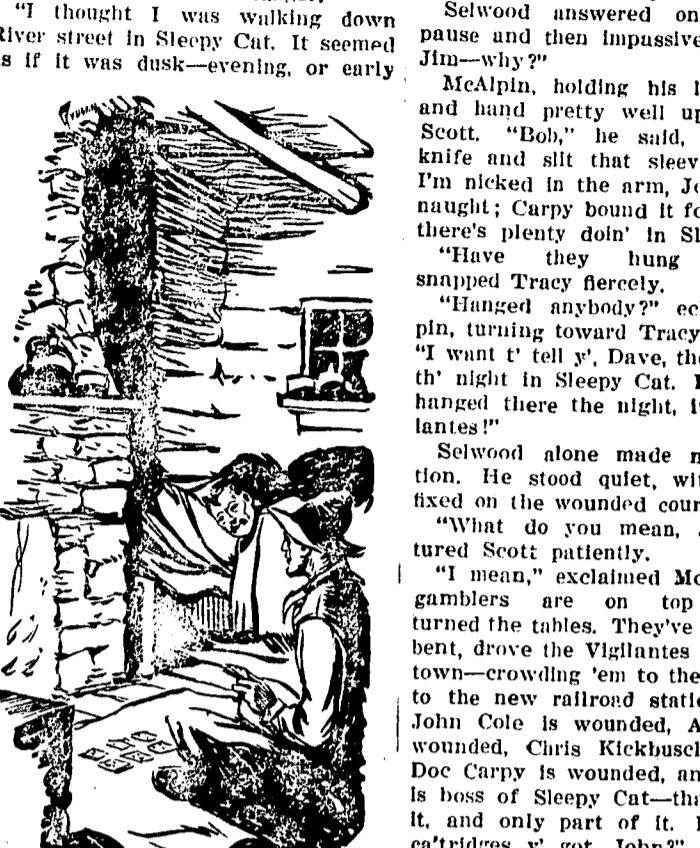 "I thought I was walking down
River street in Sleepy Cat. It seemed
s if it was dusk—evening, or early
Selwood answered on
pause and then impassive
Jim—why?"
McAlpin, holding his l
and hand pretty well up
Scott. "Bob," he said,
knife and slit that sleev
I'm nicked in the arm, Jo
naught; Carpy bound it fo
there's plenty doin' in Sl
"Have they hung
snapped Tracy fiercely.
"Hanged anybody?" ec
pin, turning toward Tracy
"I want t' tell y', Dave, the
th' night in Sleepy Cat.
hanged there the night, i
lantes!"
Selwood alone made n
tion. He stood quiet, wi
fixed on the wounded cour
"What do you mean,
tured Scott patiently.
"I mean," exclaimed Mc
gamblers are on top
turned the tables. They've
bent, drove the Vigilantes
town—crowding 'em to the
to the new railroad stati
John Cole is wounded, A
wounded, Chris Kickbusch
Doc Carpy is wounded, an
is boss of Sleepy Cat—tha
it, and only part of it.
ca'tridges y' got, John?"